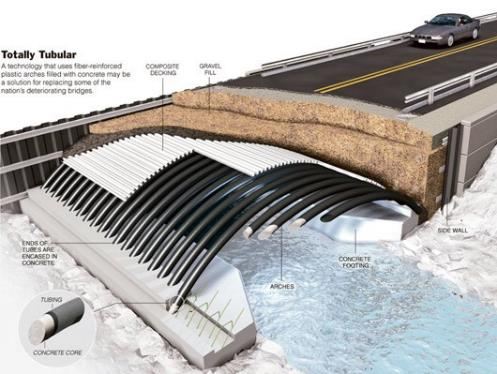 Totally Tubular
A technology that uses fiber-reinforced
plastic arches filled with concrete may be
a solution for replacing some of the
nation's deteriorating bridges.
COMPOSITE
DECKING
GRAVEL
FILL
SIDE WALL
CONCRETE
FOOTING
ARCHES
ENDS OF
TUBES ARE
ENCASED IN
CONCRETE
TUBING
CONCRETE CORE